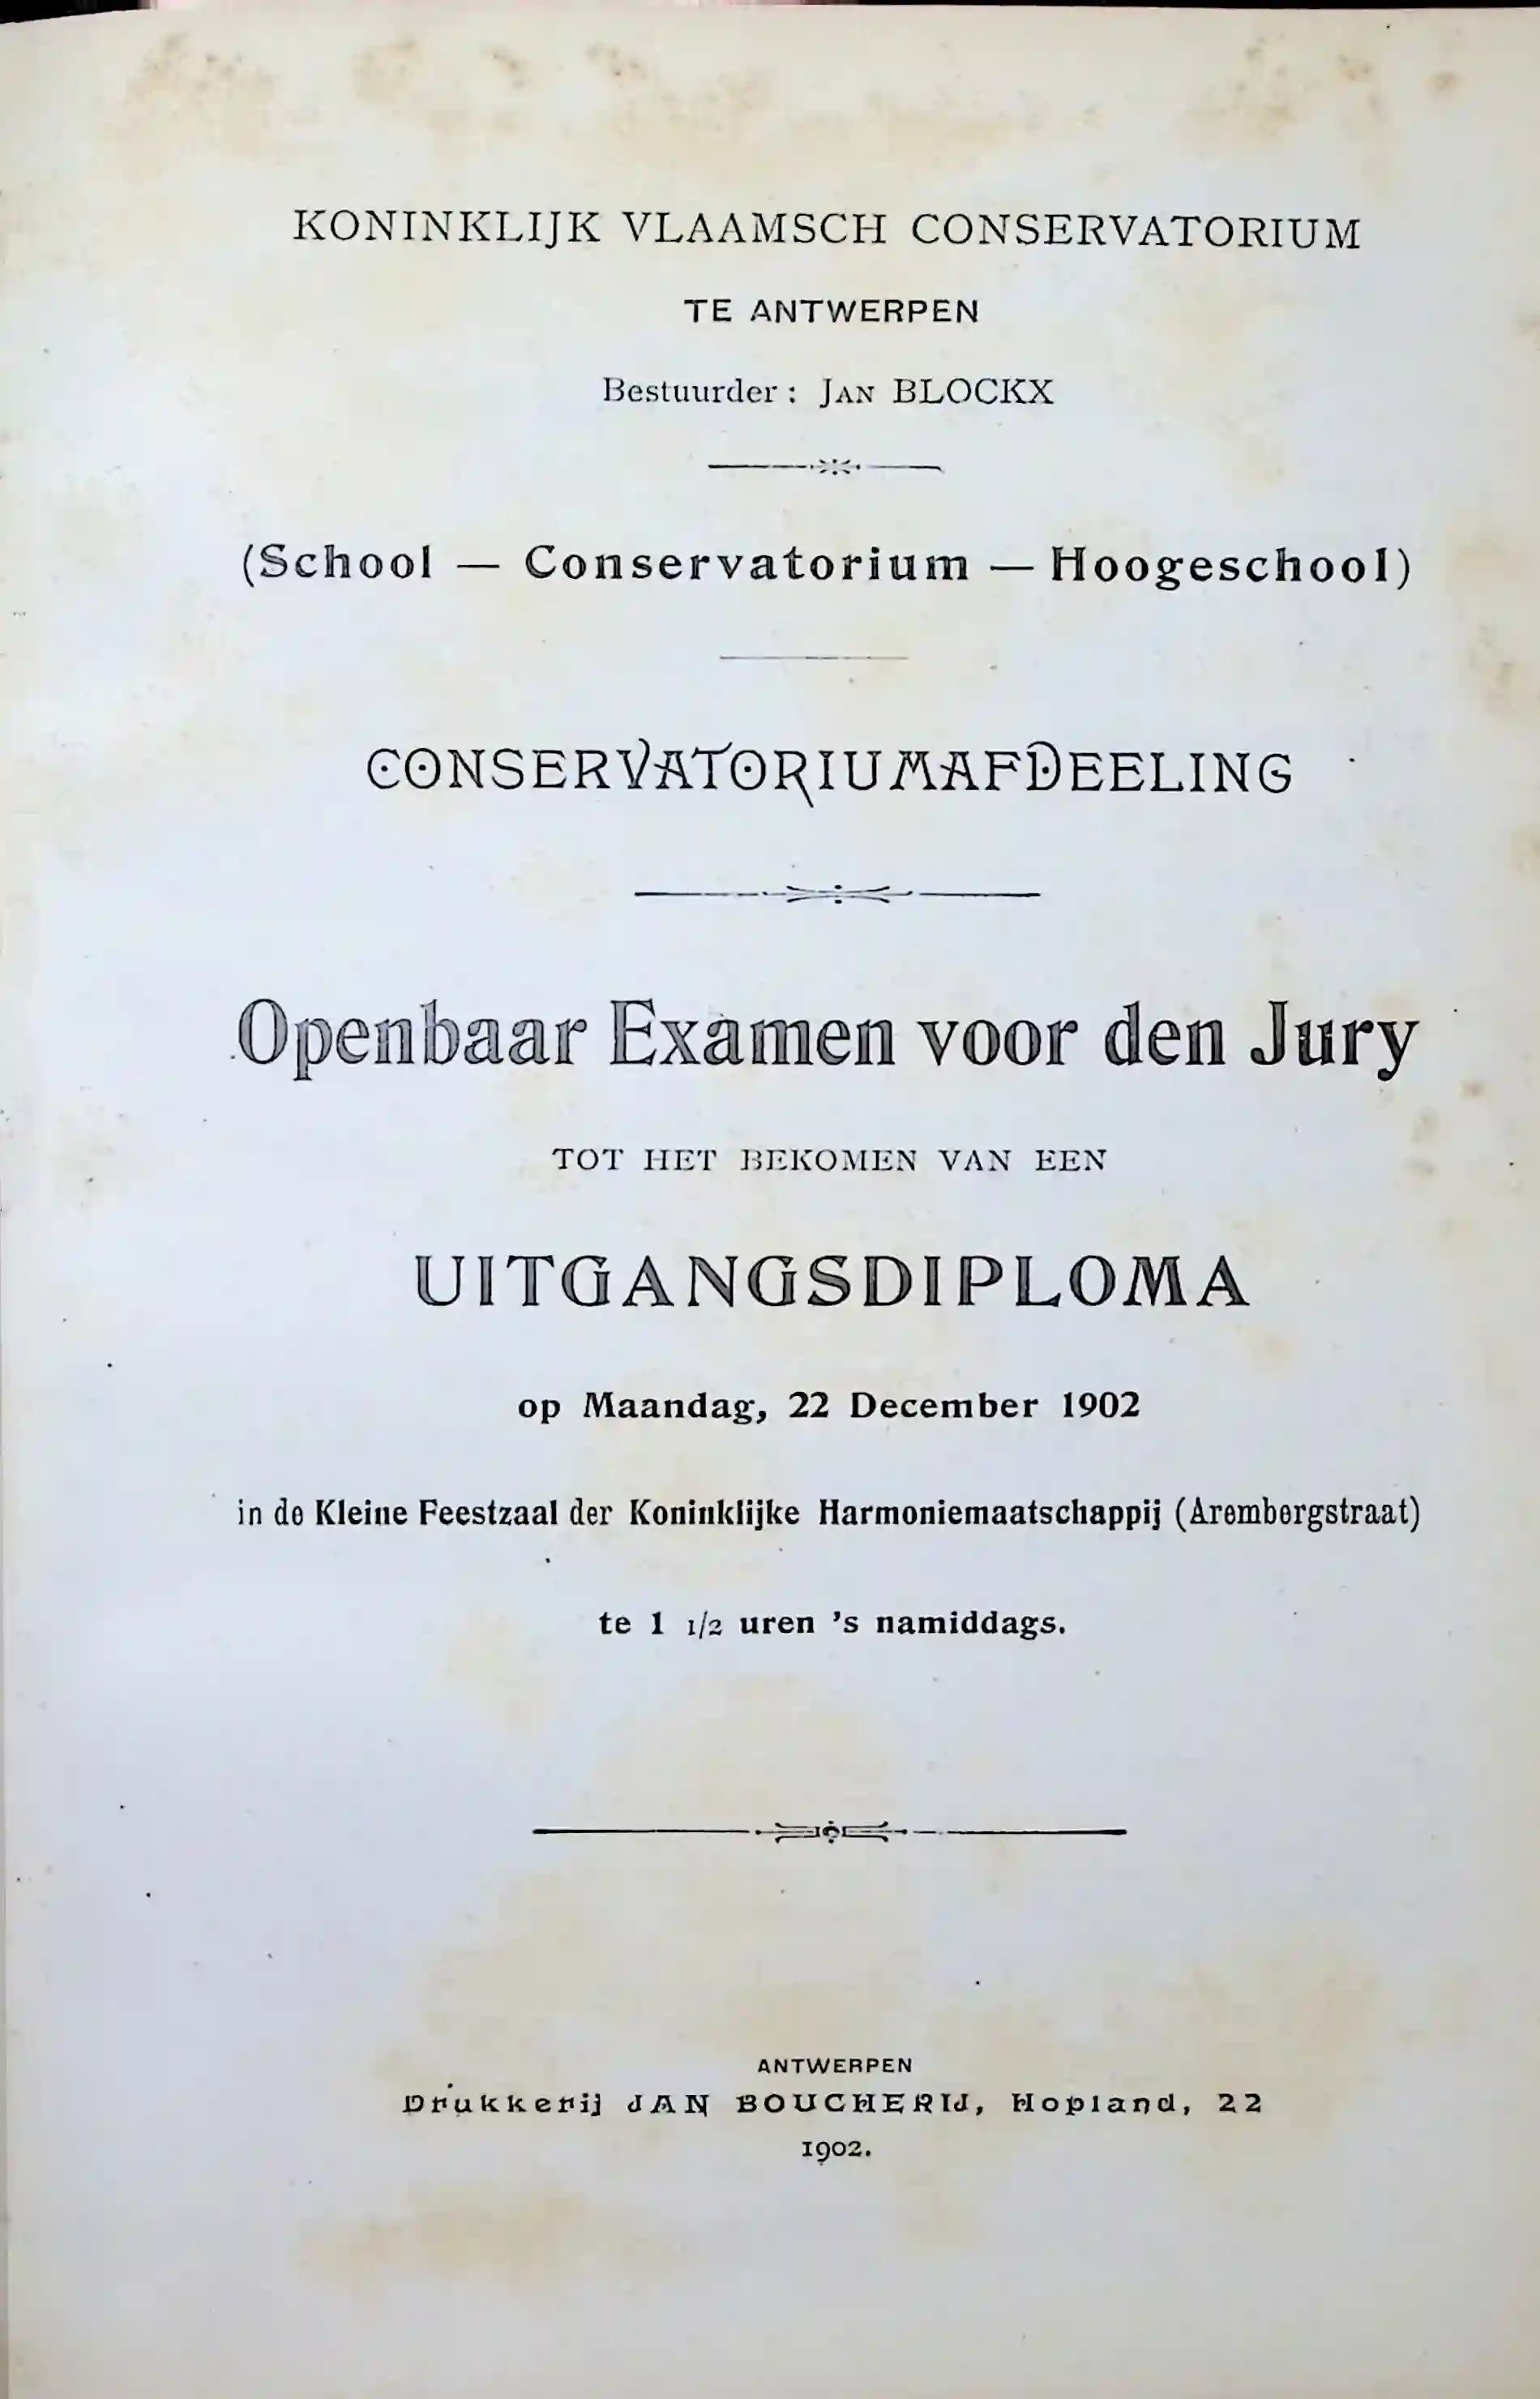 KONINKLIJK VLAAMSCH CONSERVATORIUM
TE ANTWERPEN
Bestuurder : JAN BLOCKX
(School — Conservatorium — Hoogeschool)
CONSERVATORIUMAFDEELING
Openbaar Examen voor den Jury
TOT HET BEKOMEN VAN EEN
UITGANGSDIPLOMA
op Maandag, 22 December 1902
in de Kleine Feestzaal der Koninklijke Harmoniemaatschappij (Arembergstraat)
te 1 1/2 uren 's namiddags.
ANTWERPEN
Drukkerij JAN BOUCHERIJ, Hopland, 22
1902.